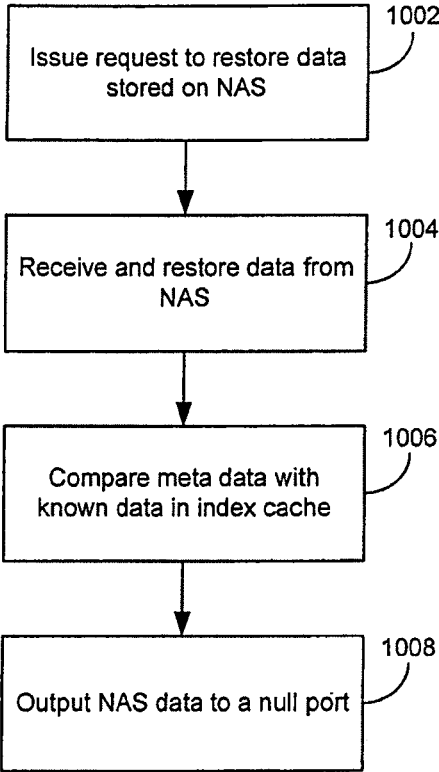 1002
Issue request to restore data
stored on NAS
1004
Receive and restore data from
NAS
1006
Compare meta data with
known data in index cache
1008
Output NAS data to a null port